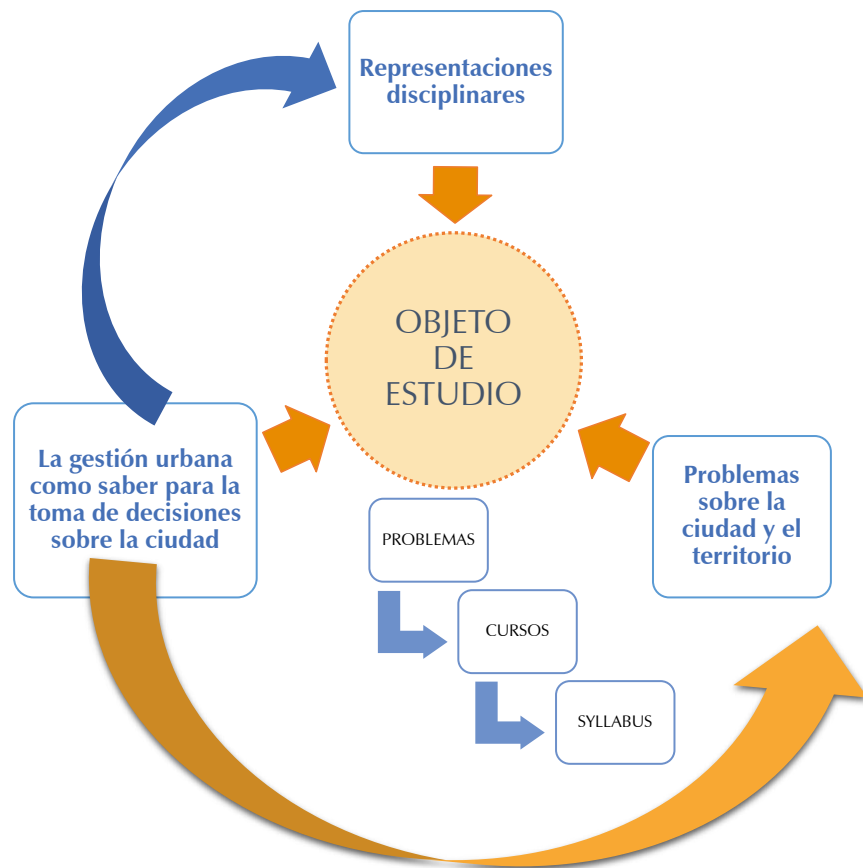 Representaciones
disciplinares
OBJETO
DE
ESTUDIO
La gestión urbana
como saber para la
toma de decisiones
sobre la ciudad
Problemas
sobre la
ciudad y el
territorio
PROBLEMAS
CURSOS
SYLLABUS